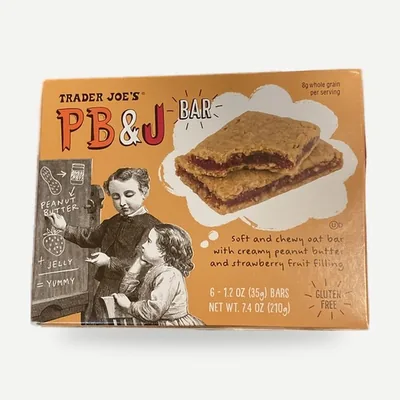 8g whole grain
per serving
TRADER JOE'S®
PB&J BAR
PEANUT
BUTTER
+ JELLY
= YUMMY
Soft and chewy oat bar
with creamy peanut butter
and strawberry fruit filling
6 - 1.2 OZ (35g) BARS
NET WT. 7.4 OZ (210g)
GLUTEN
FREE